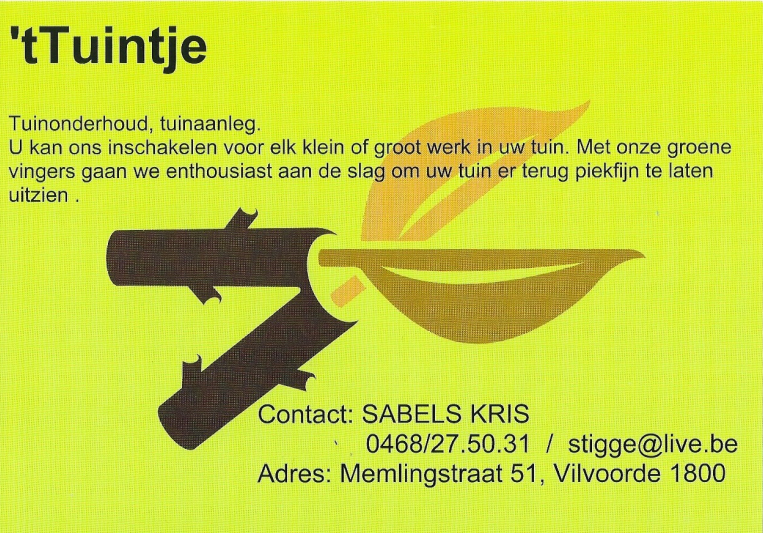 'tTuintje
Tuinonderhoud, tuinaanleg.
U kan ons inschakelen voor elk klein of groot werk in uw tuin. Met onze groene
vingers gaan we enthousiast aan de slag om uw tuin er terug piekfijn te laten
uitzien .
Contact: SABELS KRIS
0468/27.50.31 / stigge@live.be
Adres: Memlingstraat 51, Vilvoorde 1800